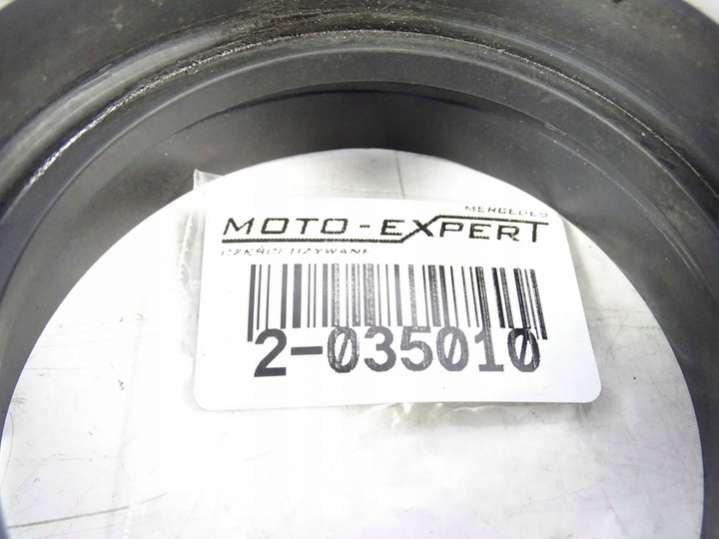 MERCEDES
MOTO-EXPERT
CZĘŚCI UŻYWANE
2-035010